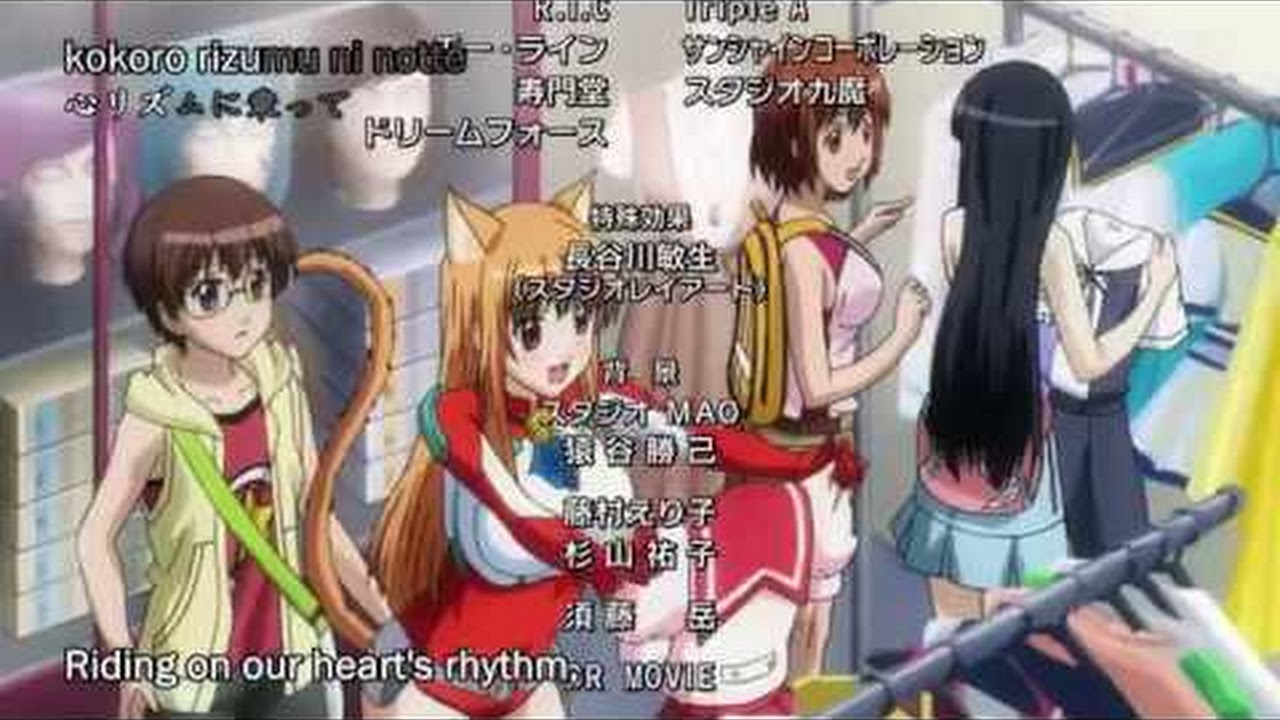 R.I.C
Triple A
kokoro rizumu ni notte
・ライン
サンシャインコーポレーション
心リズムに乗って
寿門堂
スタジオ九魔
ドリームフォース
特殊効果
長谷川敏生
(スタジオレイアート)
背 景
スタジオ MAO
猿谷勝己
藤村えり子
杉山祐子
須藤 岳
Riding on our heart's rhythm,
DR MOVIE